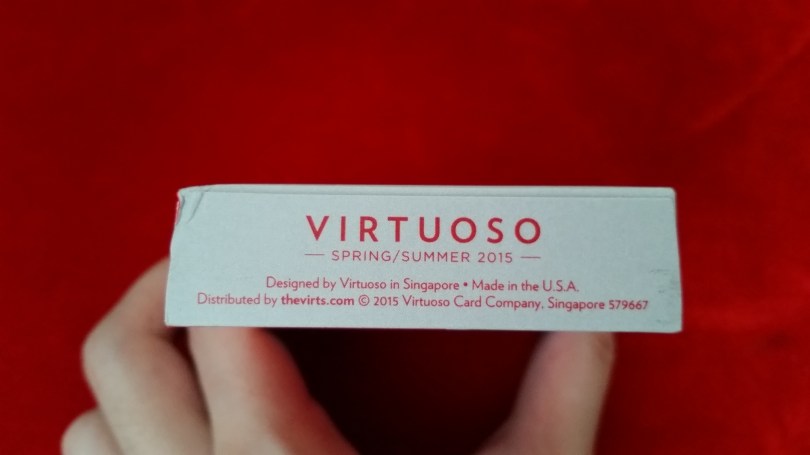 VIRTUOSO
SPRING/SUMMER 2015
Designed by Virtuoso in Singapore • Made in the U.S.A.
Distributed by thevirts.com © 2015 Virtuoso Card Company, Singapore 579667